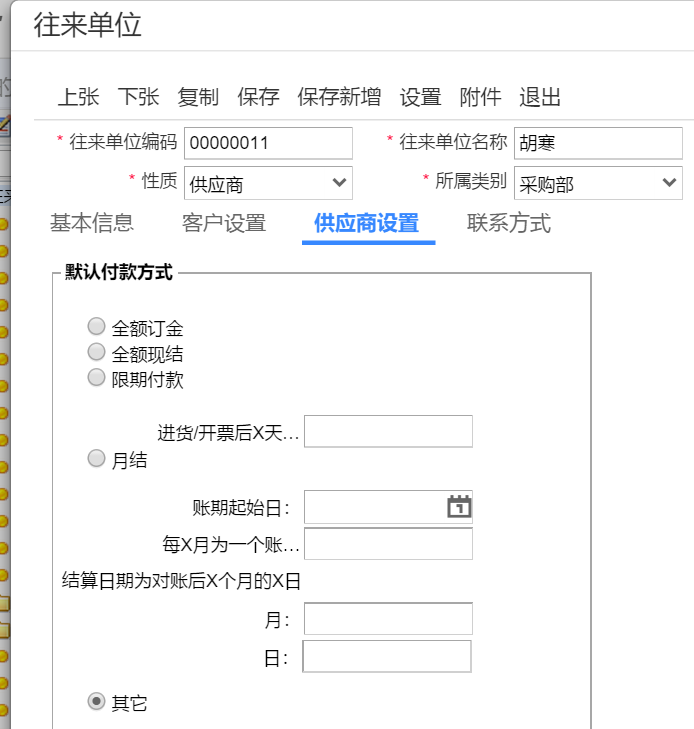 往来单位
上张 下张 复制 保存 保存新增 设置 附件 退出
* 往来单位编码 00000011 * 往来单位名称 胡寒
* 性质 供应商 * 所属类别 采购部
基本信息 客户设置 供应商设置 联系方式
默认付款方式
全额订金
全额现结
限期付款
进货/开票后X天...
月结
账期起始日:
每X月为一个账...
结算日期为对账后X个月的X日
月:
日:
其它